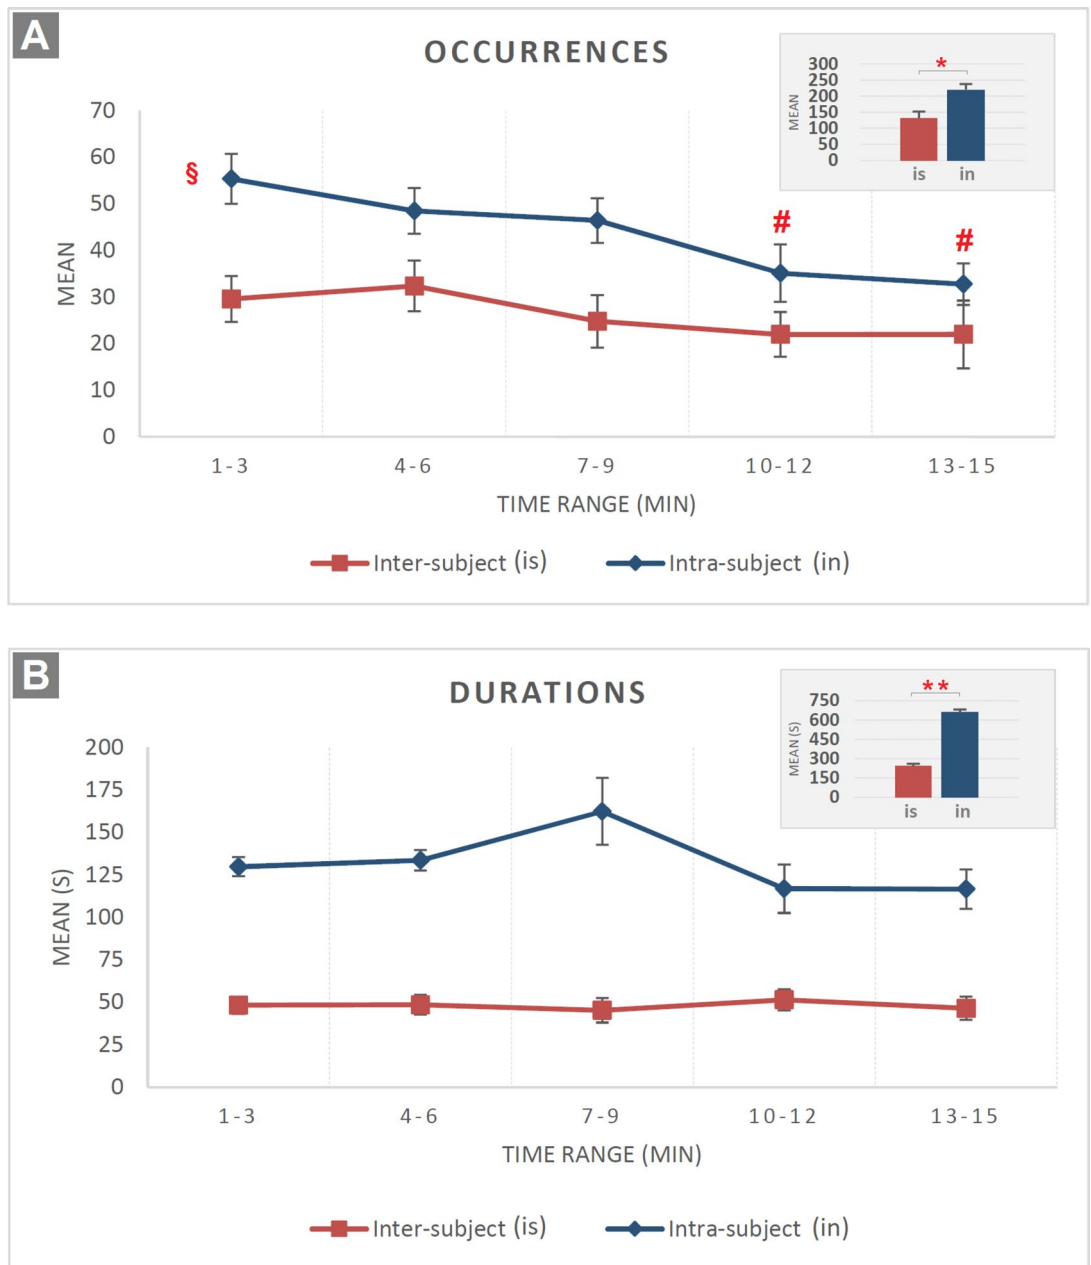 A
OCCURRENCES
300
250
200
150
100
50
0
MEAN
*
is in
70
60
50
40
30
20
10
0
MEAN
§
#
#
1-3 4-6 7-9 10-12 13-15
TIME RANGE (MIN)
Inter-subject (is) Intra-subject (in)
B
DURATIONS
750
600
450
300
150
0
MEAN (S)
**
is in
200
175
150
125
100
75
50
25
0
MEAN (S)
1-3 4-6 7-9 10-12 13-15
TIME RANGE (MIN)
Inter-subject (is) Intra-subject (in)